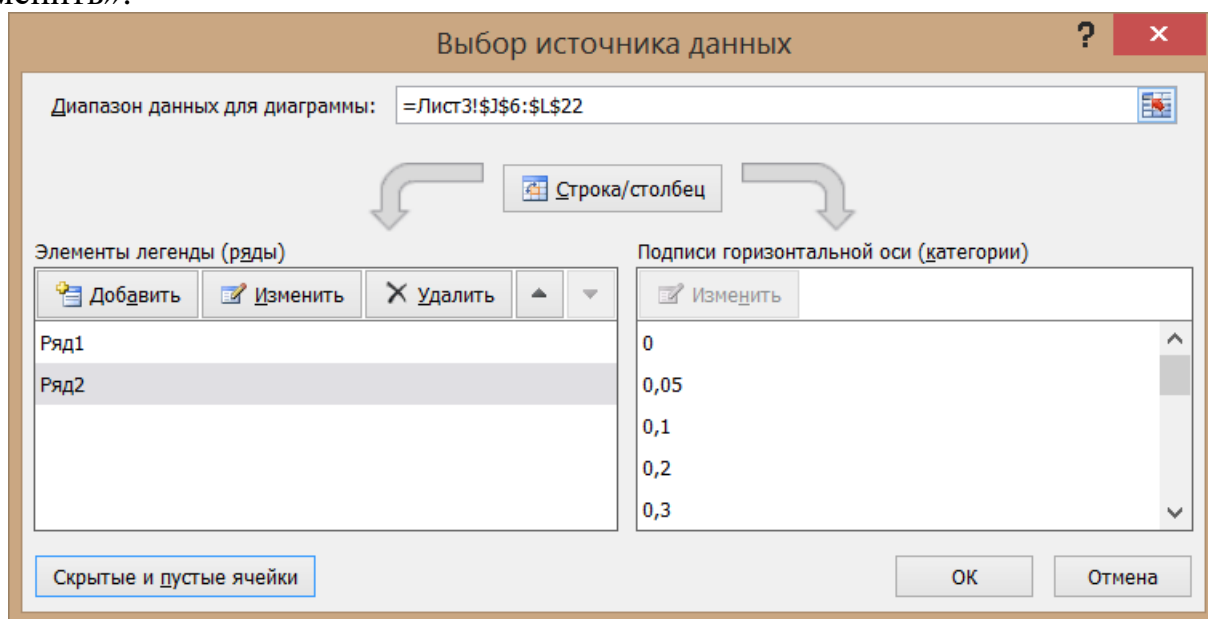 Выбор источника данных
Диапазон данных для диаграммы: =Лист3!$J$6:$L$22
Строка/столбец
Элементы легенды (ряды)
Подписи горизонтальной оси (категории)
Добавить Изменить Удалить
Изменить
Ряд1
Ряд2
0
0,05
0,1
0,2
0,3
Скрытые и пустые ячейки
ОК
Отмена